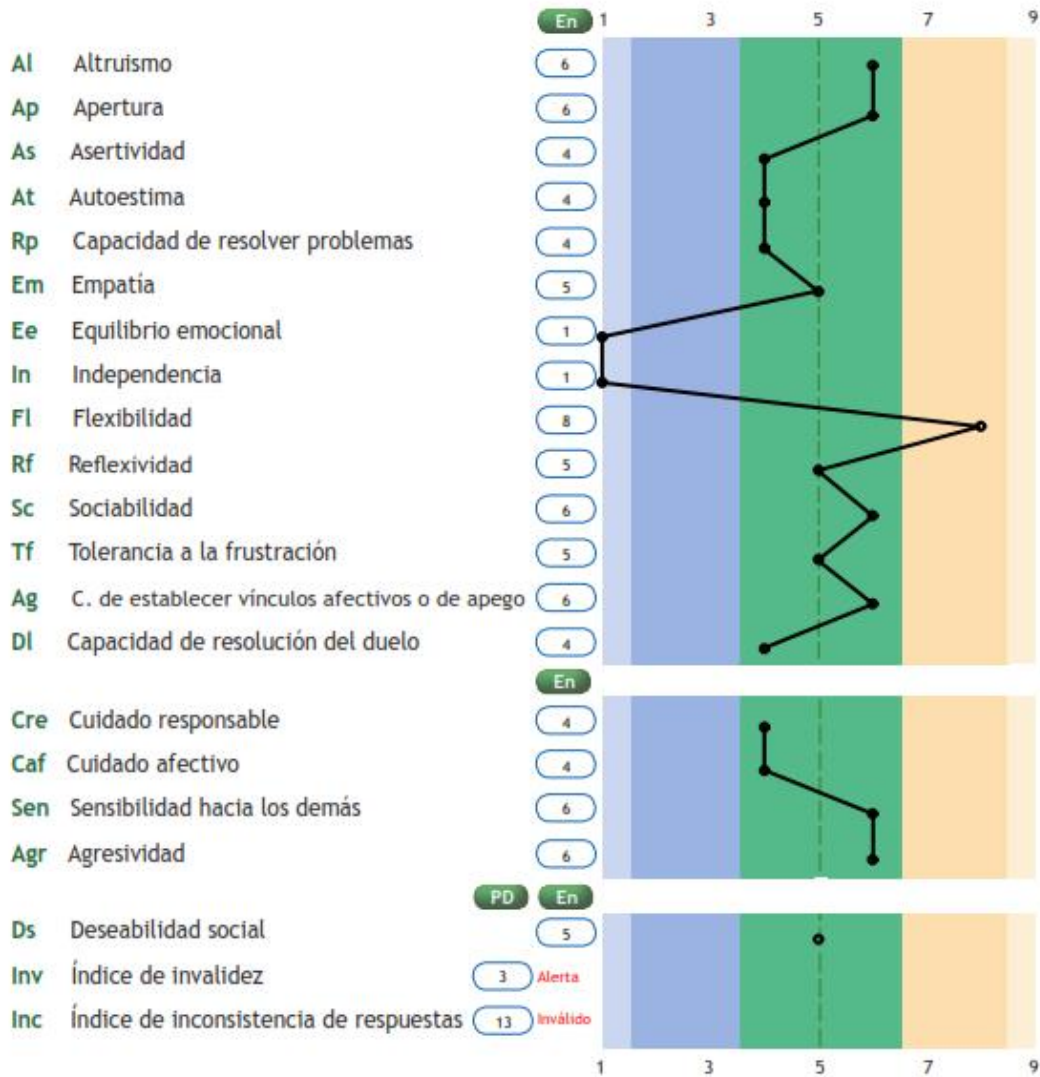 En 1 3 5 7 9
Al Altruismo 6
Ap Apertura 6
As Asertividad 4
At Autoestima 4
Rp Capacidad de resolver problemas 4
Em Empatía 5
Ee Equilibrio emocional 1
In Independencia 1
Fl Flexibilidad 8
Rf Reflexividad 5
Sc Sociabilidad 6
Tf Tolerancia a la frustración 5
Ag C. de establecer vínculos afectivos o de apego 6
Dl Capacidad de resolución del duelo 4
En
Cre Cuidado responsable 4
Caf Cuidado afectivo 4
Sen Sensibilidad hacia los demás 6
Agr Agresividad 6
PD En
Ds Deseabilidad social 5
Inv Índice de invalidez 3 Alerta
Inc Índice de inconsistencia de respuestas 13 Inválido
1 3 5 7 9